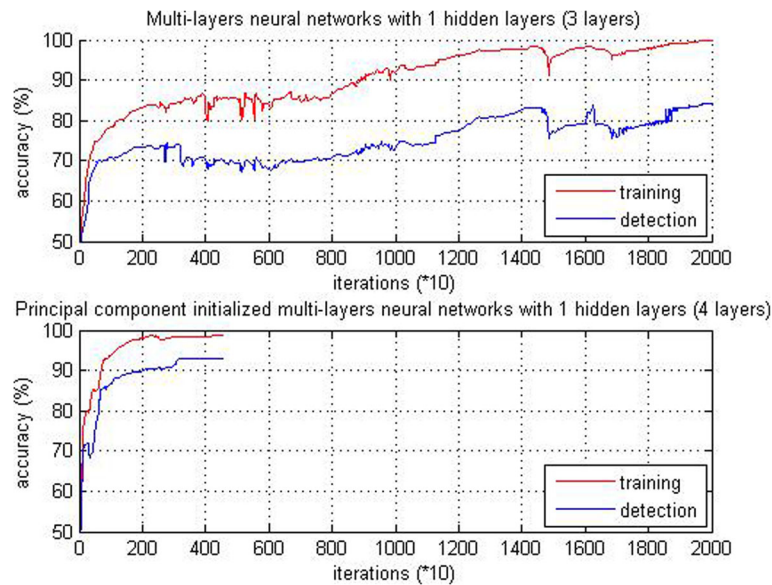 Multi-layers neural networks with 1 hidden layers (3 layers)
100
90
80
70
60
50
accuracy (%)
training
detection
0 200 400 600 800 1000 1200 1400 1600 1800 2000
iterations (*10)
Principal component initialized multi-layers neural networks with 1 hidden layers (4 layers)
100
90
80
70
60
50
accuracy (%)
training
detection
0 200 400 600 800 1000 1200 1400 1600 1800 2000
iterations (*10)